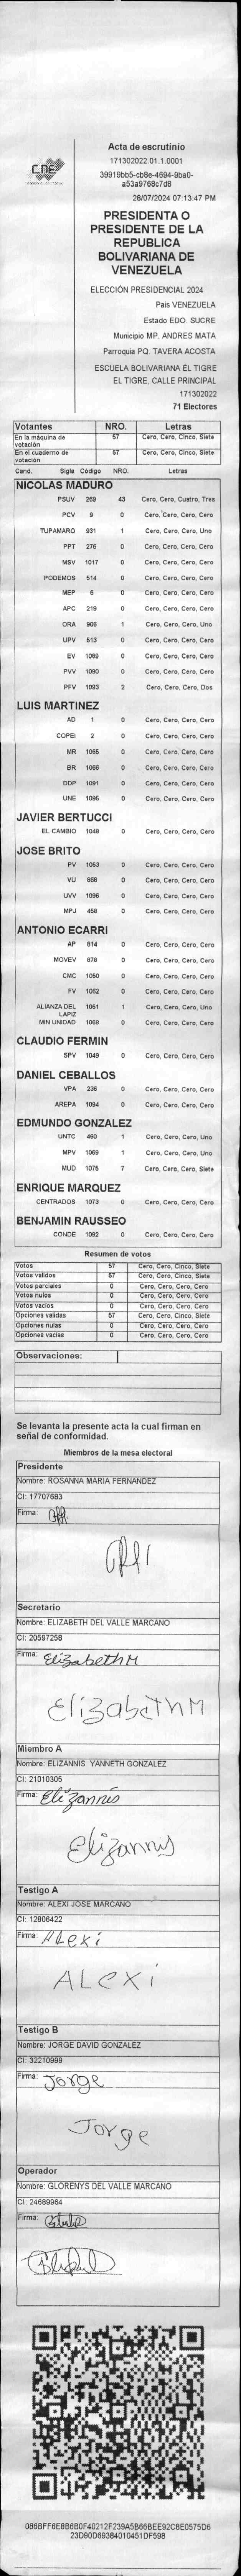 CNE
Acta de escrutinio
171302022.01.1.0001
39919bb5-cb8e-4694-9ba0-
a53a9768c7d8
28/07/2024 07:13:47 PM
PRESIDENTA O
PRESIDENTE DE LA
REPUBLICA
BOLIVARIANA DE
VENEZUELA
ELECCIÓN PRESIDENCIAL 2024
Pais VENEZUELA
Estado EDO. SUCRE
Municipio MP. ANDRES MATA
Parroquia PQ. TAVERA ACOSTA
ESCUELA BOLIVARIANA EL TIGRE
EL TIGRE. CALLE PRINCIPAL
171302022
71 Electores
Votantes NRO. Letras
En la máquina de votación 57 Cero, Cero, Cinco, Siete
En el cuaderno de votación 57 Cero, Cero, Cinco, Siete
Cand. Sigla Código NRO. Letras
NICOLAS MADURO
PSUV 269 43 Cero, Cero, Cuatro, Tres
PCV 9 0 Cero, Cero, Cero, Cero
TUPAMARO 931 1 Cero, Cero, Cero, Uno
PPT 276 0 Cero, Cero, Cero, Cero
MSV 1017 0 Cero, Cero, Cero, Cero
PODEMOS 514 0 Cero, Cero, Cero, Cero
MEP 6 0 Cero, Cero, Cero, Cero
APC 219 0 Cero, Cero, Cero, Cero
ORA 906 1 Cero, Cero, Cero, Uno
UPV 513 0 Cero, Cero, Cero, Cero
EV 1089 0 Cero, Cero, Cero, Cero
PVV 1090 0 Cero, Cero, Cero, Cero
PFV 1093 2 Cero, Cero, Cero, Dos
LUIS MARTINEZ
AD 1 0 Cero, Cero, Cero, Cero
COPEI 2 0 Cero, Cero, Cero, Cero
MR 1065 0 Cero, Cero, Cero, Cero
BR 1066 0 Cero, Cero, Cero, Cero
DDP 1091 0 Cero, Cero, Cero, Cero
UNE 1095 0 Cero, Cero, Cero, Cero
JAVIER BERTUCCI
EL CAMBIO 1048 0 Cero, Cero, Cero, Cero
JOSE BRITO
PV 1053 0 Cero, Cero, Cero, Cero
VU 868 0 Cero, Cero, Cero, Cero
UVV 1096 0 Cero, Cero, Cero, Cero
MPJ 458 0 Cero, Cero, Cero, Cero
ANTONIO ECARRI
AP 814 0 Cero, Cero, Cero, Cero
MOVEV 878 0 Cero, Cero, Cero, Cero
CMC 1050 0 Cero, Cero, Cero, Cero
FV 1052 0 Cero, Cero, Cero, Cero
ALIANZA DEL LAPIZ 1061 1 Cero, Cero, Cero, Uno
MIN UNIDAD 1068 0 Cero, Cero, Cero, Cero
CLAUDIO FERMIN
SPV 1049 0 Cero, Cero, Cero, Cero
DANIEL CEBALLOS
VPA 236 0 Cero, Cero, Cero, Cero
AREPA 1094 0 Cero, Cero, Cero, Cero
EDMUNDO GONZALEZ
UNTC 460 1 Cero, Cero, Cero, Uno
MPV 1069 1 Cero, Cero, Cero, Uno
MUD 1075 7 Cero, Cero, Cero, Siete
ENRIQUE MARQUEZ
CENTRADOS 1073 0 Cero, Cero, Cero, Cero
BENJAMIN RAUSSEO
CONDE 1092 0 Cero, Cero, Cero, Cero
Resumen de votos
Votos 57 Cero, Cero, Cinco, Siete
Votos validos 57 Cero, Cero, Cinco, Siete
Votos parciales 0 Cero, Cero, Cero, Cero
Votos nulos 0 Cero, Cero, Cero, Cero
Votos vacios 0 Cero, Cero, Cero, Cero
Opciones validas 57 Cero, Cero, Cinco, Siete
Opciones nulas 0 Cero, Cero, Cero, Cero
Opciones vacias 0 Cero, Cero, Cero, Cero
Observaciones:
Se levanta la presente acta la cual firman en
señal de conformidad.
Miembros de la mesa electoral
Presidente
Nombre: ROSANNA MARIA FERNANDEZ
CI: 17707683
Firma:
Secretario
Nombre: ELIZABETH DEL VALLE MARCANO
CI: 20597258
Firma: Elizabeth M
Elizabeth M
Miembro A
Nombre: ELIZANNIS YANNETH GONZALEZ
CI: 21010305
Firma: Elizannis
Elizannys
Testigo A
Nombre: ALEXI JOSE MARCANO
CI: 12806422
Firma: ALexi
ALexi
Testigo B
Nombre: JORGE DAVID GONZALEZ
CI: 32210999
Firma: Jorge
Jorge
Operador
Nombre: GLORENYS DEL VALLE MARCANO
CI: 24689964
Firma:
086BFF6E8B6B0F40212F239A5B66BEE92C8E0575D6
23D90D69384010451DF598